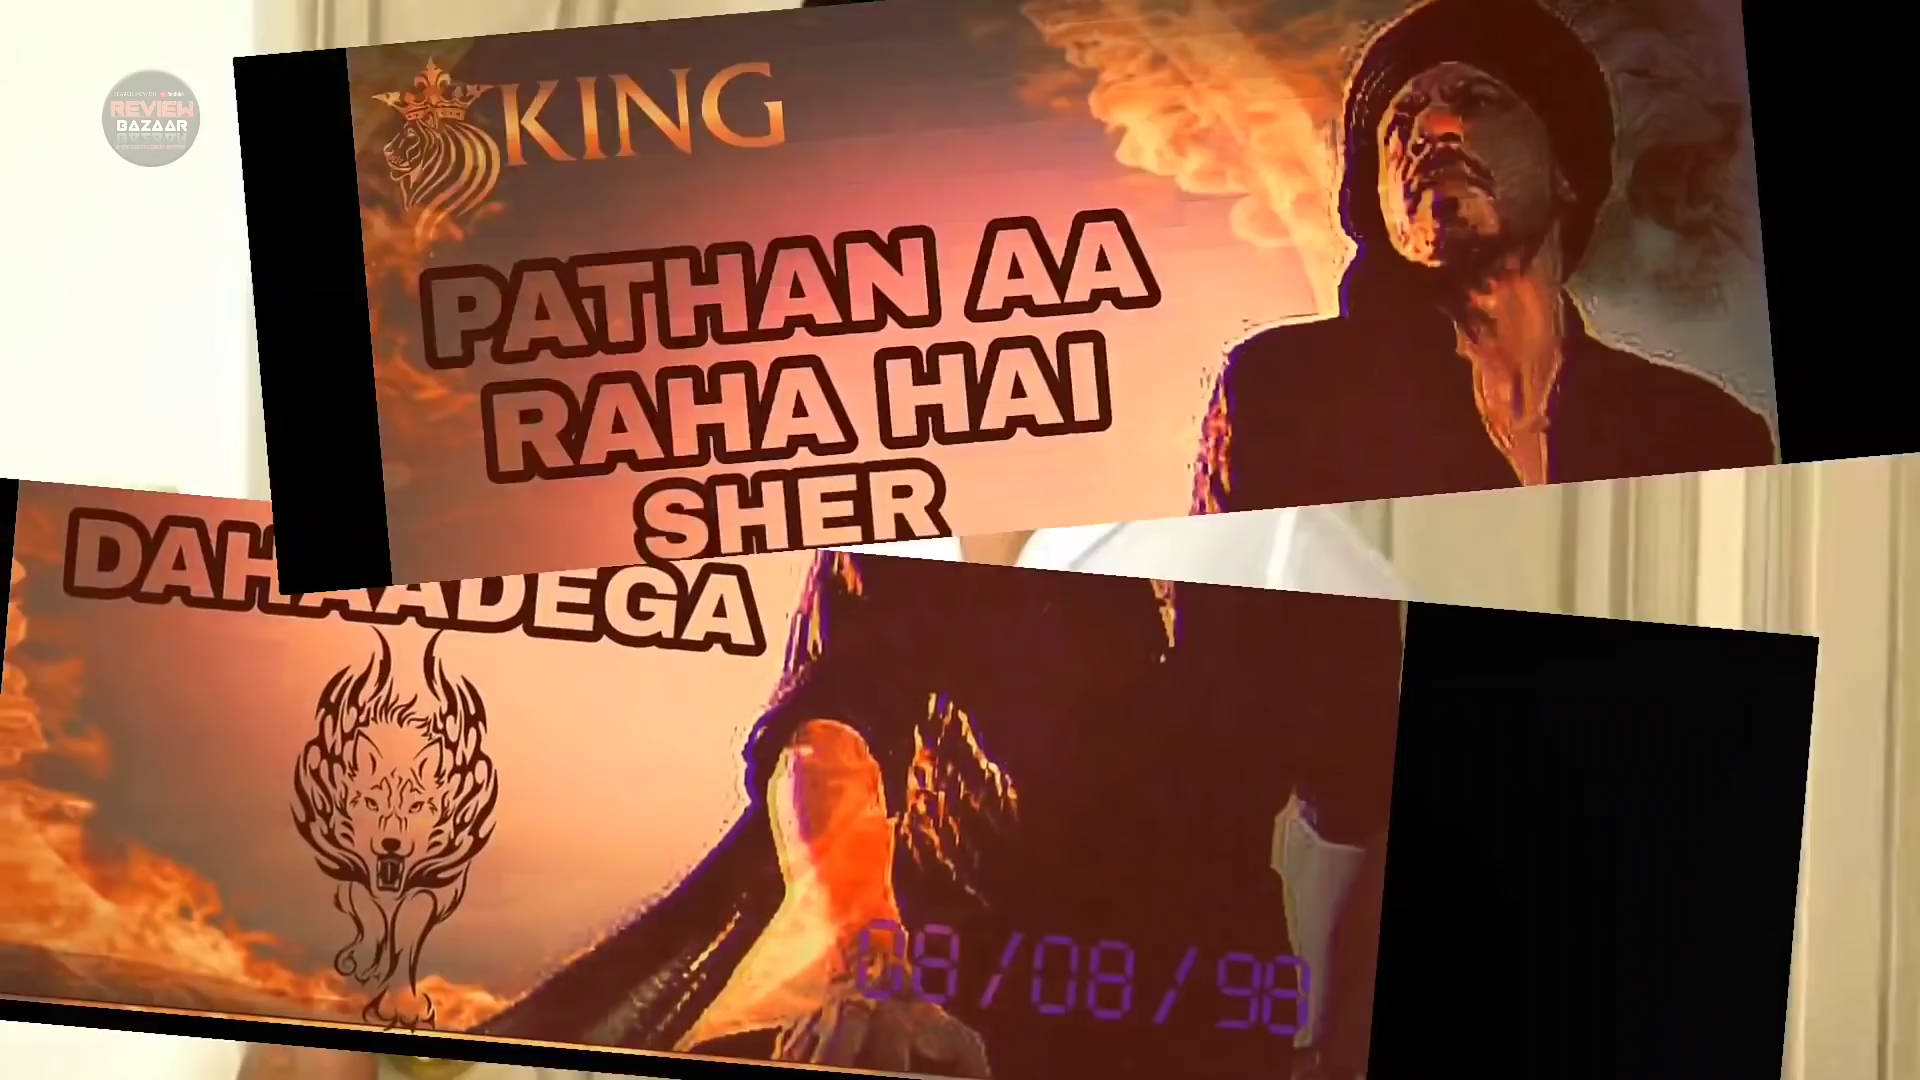 REVIEW
BAZAAR
KING
PATHAN AA
RAHA HAI
SHER
DAHAADEGA
08/08/98